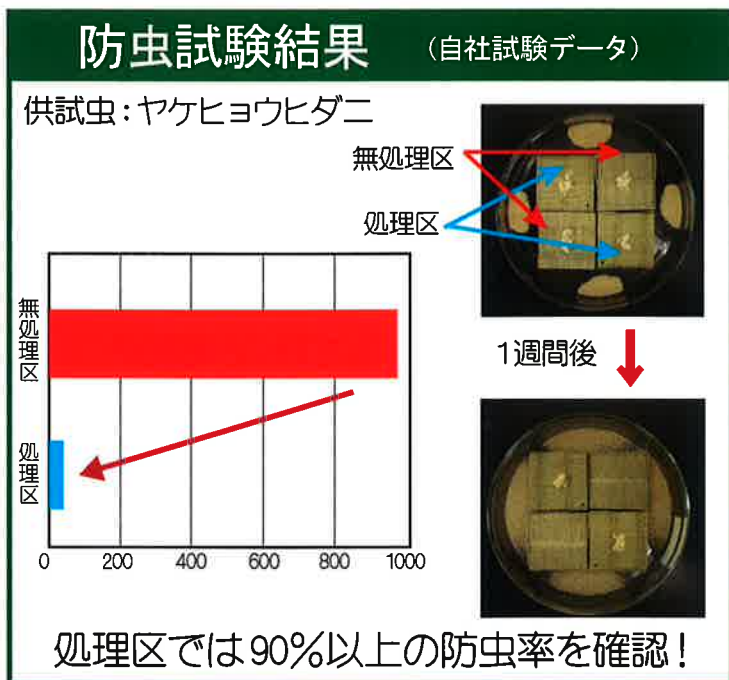 防虫試験結果 （自社試験データ）
供試虫：ヤケヒョウヒダニ
無処理区
処理区
1週間後
無処理区
処理区
0 200 400 600 800 1000
処理区では90%以上の防虫率を確認！